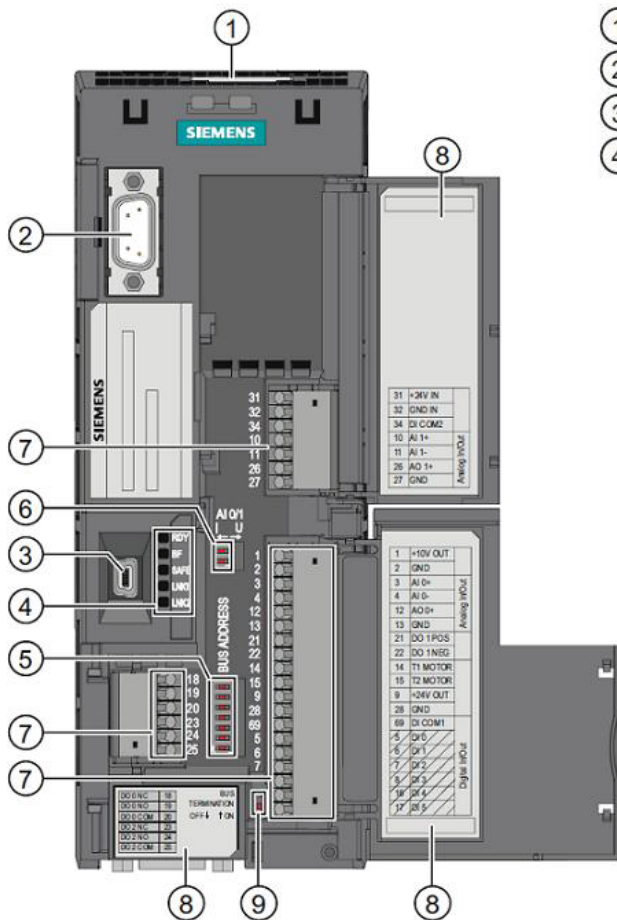 ①
①
②
③
④
SIEMENS
⑧
②
SIEMENS
31
32
34
10
11
26
27
31 +24V IN
32 GND IN
34 DI COM2
10 AI 1+
11 AI 1-
26 AO 1+
27 GND
Analog In/Out
⑦
⑥
AI 0/1
I U
③
④
RDY
BF
SAFE
LNK1
LNK2
BUS ADDRESS
⑤
⑦
18
19
20
23
24
25
⑦
1
2
3
4
12
13
21
22
14
15
9
28
69
5
6
7
1 +10V OUT
2 GND
3 AI 0+
4 AI 0-
12 AO 0+
13 GND
21 DO 1 POS
22 DO 1 NEG
14 T1 MOTOR
15 T2 MOTOR
9 +24V OUT
28 GND
69 DI COM1
5 DI 0
6 DI 1
7 DI 2
8 DI 3
16 DI 4
17 DI 5
Analog In/Out
Digital In/Out
DO 0 NC 18
DO 0 NO 19
DO 0 COM 20
DO 2 NC 23
DO 2 NO 24
DO 2 COM 25
BUS
TERMINATION
OFF↓ ↑ON
⑧
⑨
⑧